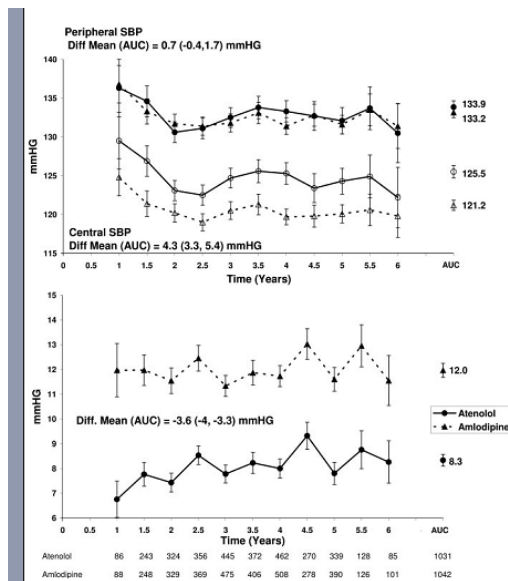 Peripheral SBP
Diff Mean (AUC) = 0.7 (-0.4,1.7) mmHG
140
135
130
125
120
115
mmHG
133.9
133.2
125.5
121.2
Central SBP
Diff Mean (AUC) = 4.3 (3.3, 5.4) mmHG
0 0.5 1 1.5 2 2.5 3 3.5 4 4.5 5 5.5 6 AUC
Time (Years)
15
14
13
12
11
10
9
8
7
6
mmHG
12.0
Diff. Mean (AUC) = -3.6 (-4, -3.3) mmHG
Atenolol
Amlodipine
8.3
0 0.5 1 1.5 2 2.5 3 3.5 4 4.5 5 5.5 6 AUC
Time (Years)
Atenolol 86 243 324 356 445 372 462 270 339 128 85 1031
Amlodipine 88 248 329 369 475 406 508 278 390 126 101 1042